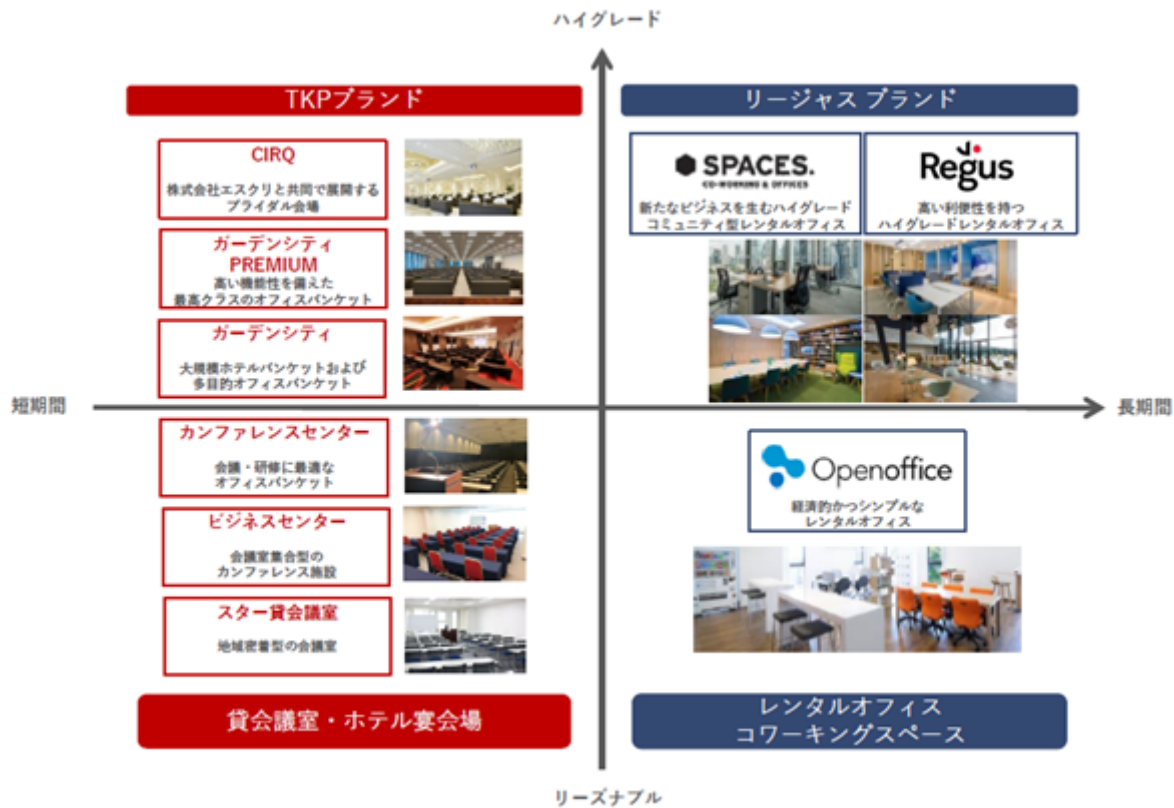 ハイグレード
TKPブランド
CIRQ
株式会社エスクリと共同で展開する
ブライダル会場
ガーデンシティ
PREMIUM
高い機能性を備えた
最高クラスのオフィスバンケット
ガーデンシティ
大規模ホテルバンケットおよび
多目的オフィスバンケット
リージャス ブランド
SPACES.
CO-WORKING & OFFICES
新たなビジネスを生むハイグレード
コミュニティ型レンタルオフィス
Regus
高い利便性を持つ
ハイグレードレンタルオフィス
短期間
長期間
カンファレンスセンター
会議・研修に最適な
オフィスバンケット
ビジネスセンター
会議室集合型の
カンファレンス施設
スター貸会議室
地域密着型の会議室
貸会議室・ホテル宴会場
Openoffice
経済的かつシンプルな
レンタルオフィス
レンタルオフィス
コワーキングスペース
リーズナブル